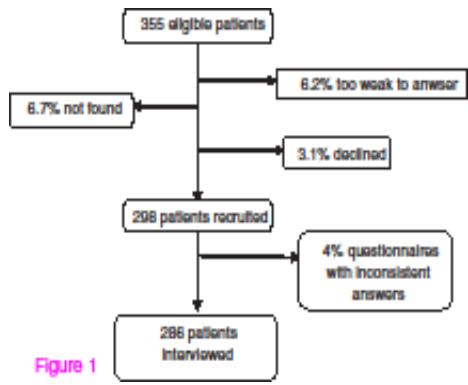 355 eligible patients
6.2% too weak to anwser
6.7% not found
3.1% declined
298 patients recruited
4% questionnaires
with inconsistent
answers
286 patients
interviewed
Figure 1